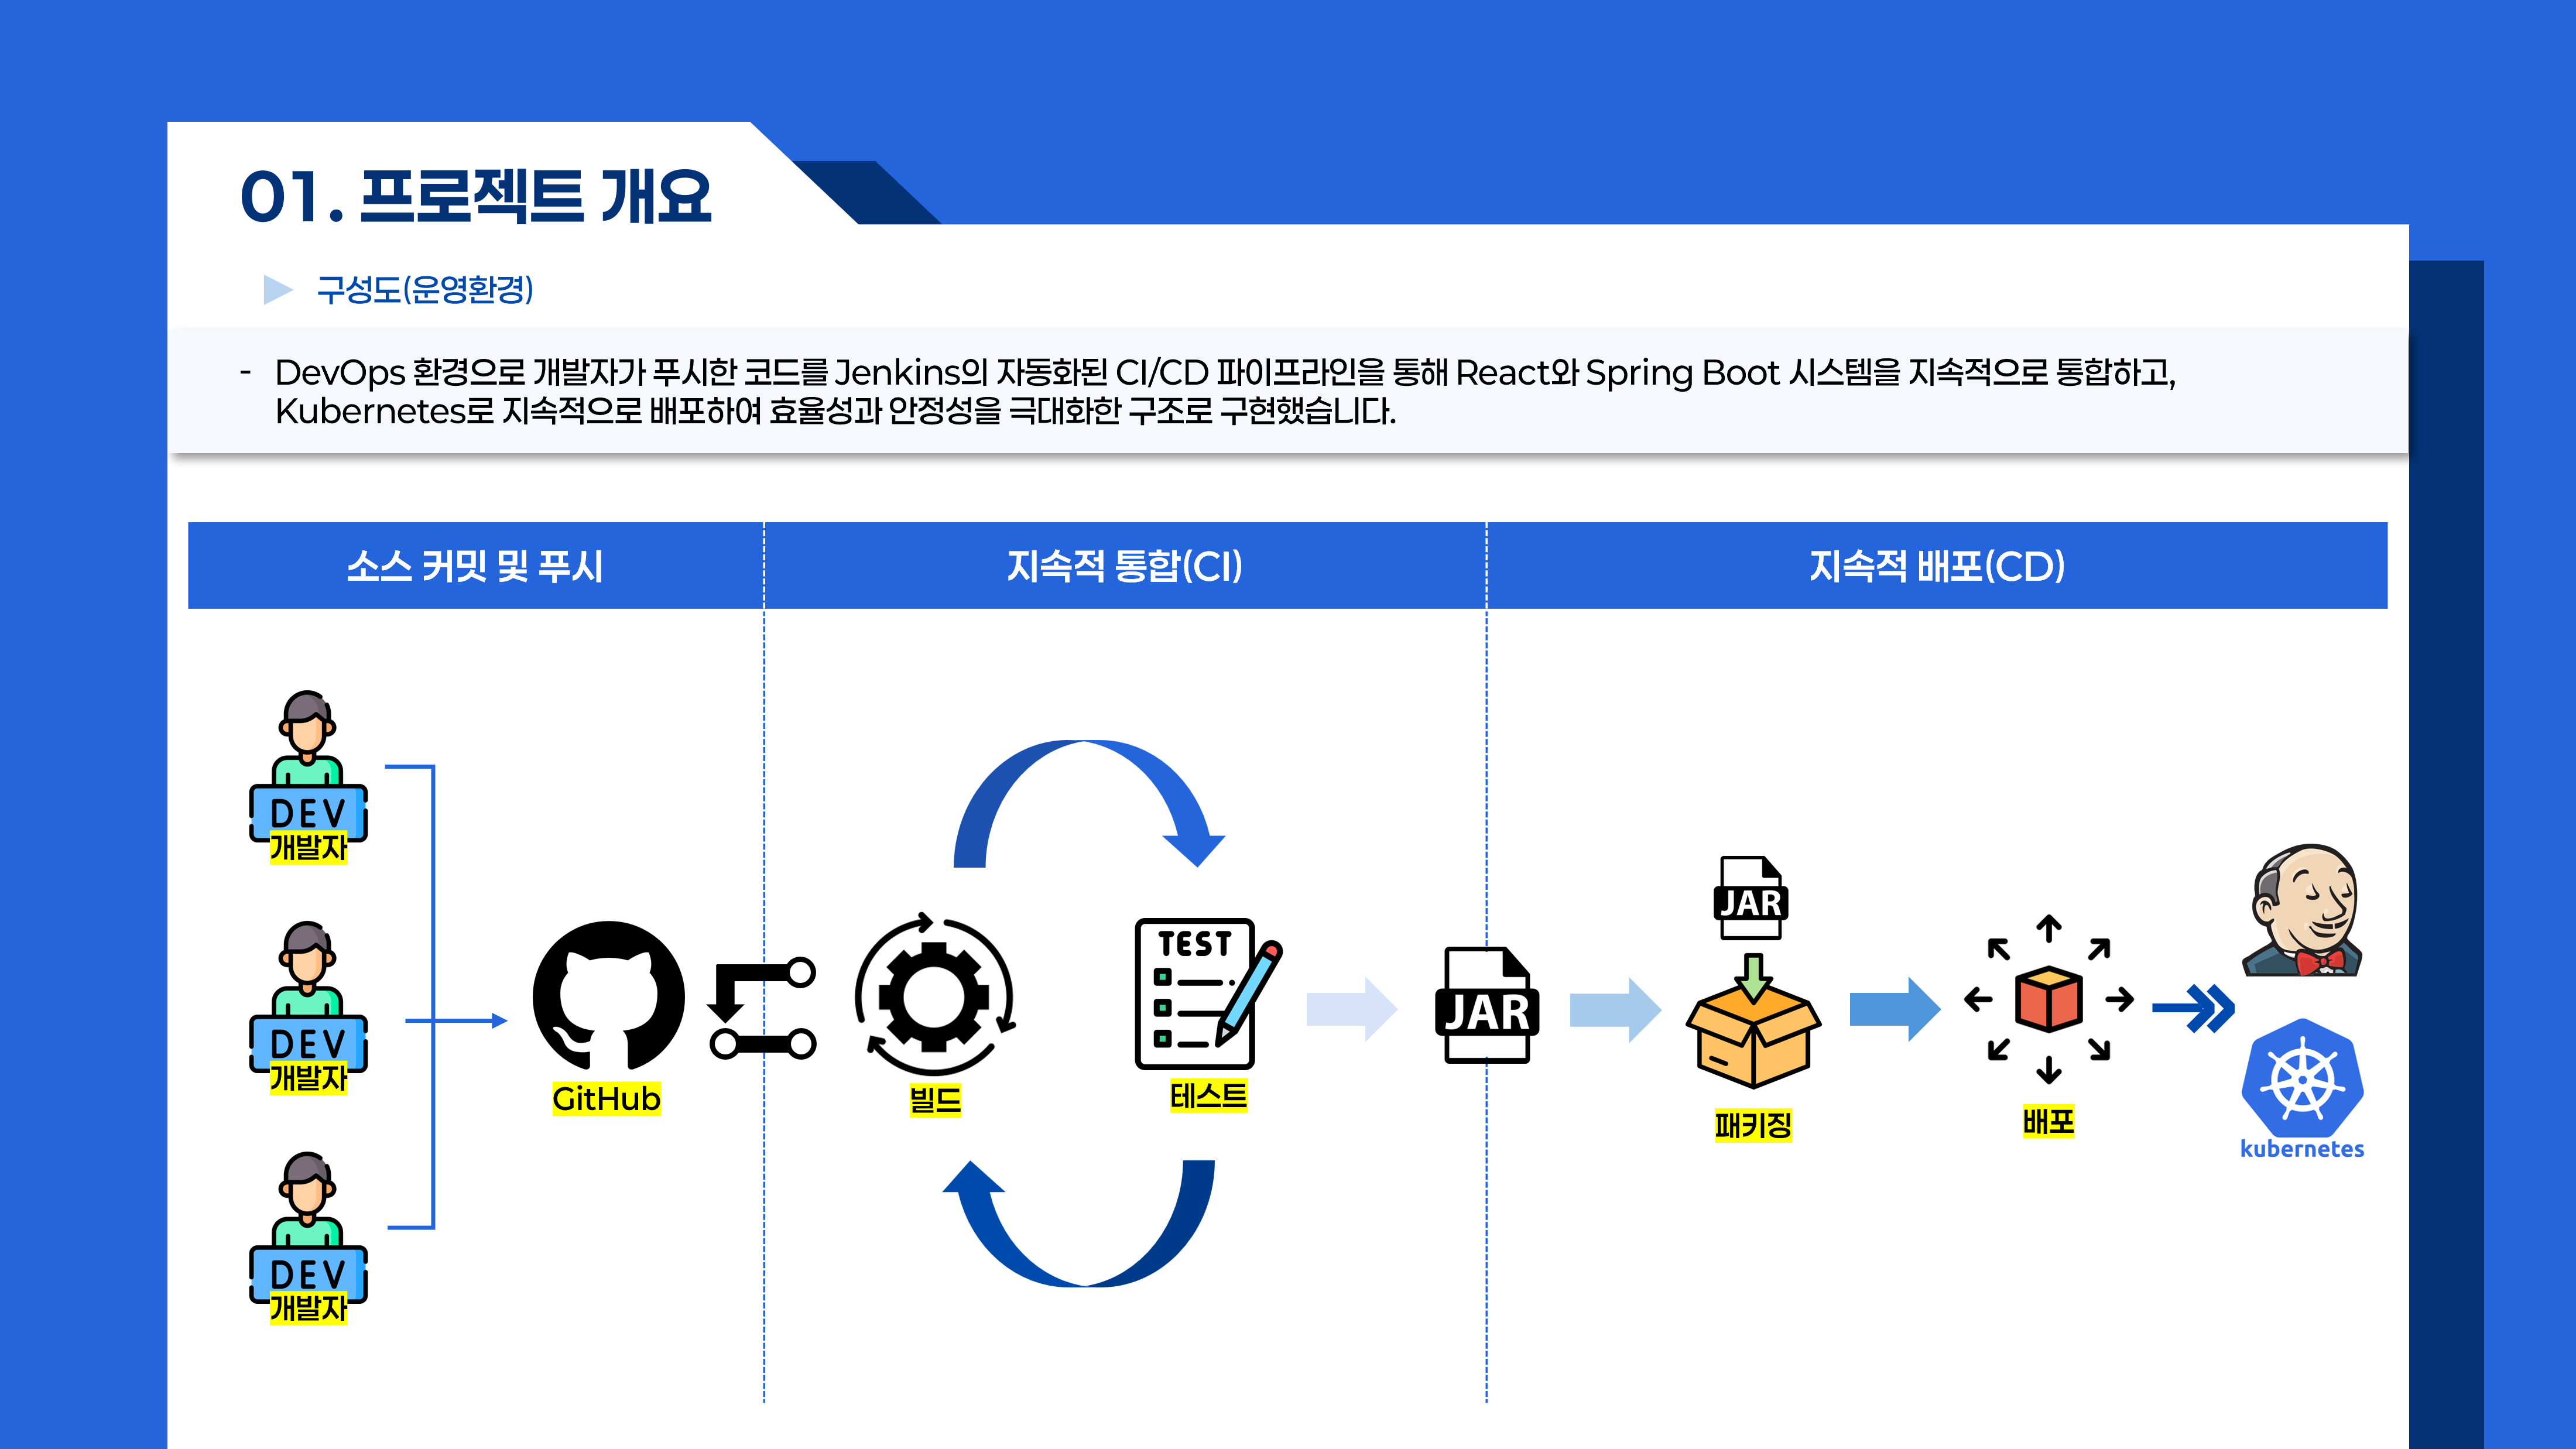 01. 프로젝트 개요
구성도(운영환경)
- DevOps 환경으로 개발자가 푸시한 코드를 Jenkins의 자동화된 CI/CD 파이프라인을 통해 React와 Spring Boot 시스템을 지속적으로 통합하고,
Kubernetes로 지속적으로 배포하여 효율성과 안정성을 극대화한 구조로 구현했습니다.
소스 커밋 및 푸시
지속적 통합(CI)
지속적 배포(CD)
DEV
개발자
DEV
개발자
DEV
개발자
GitHub
빌드
TEST
테스트
JAR
JAR
패키징
배포
kubernetes